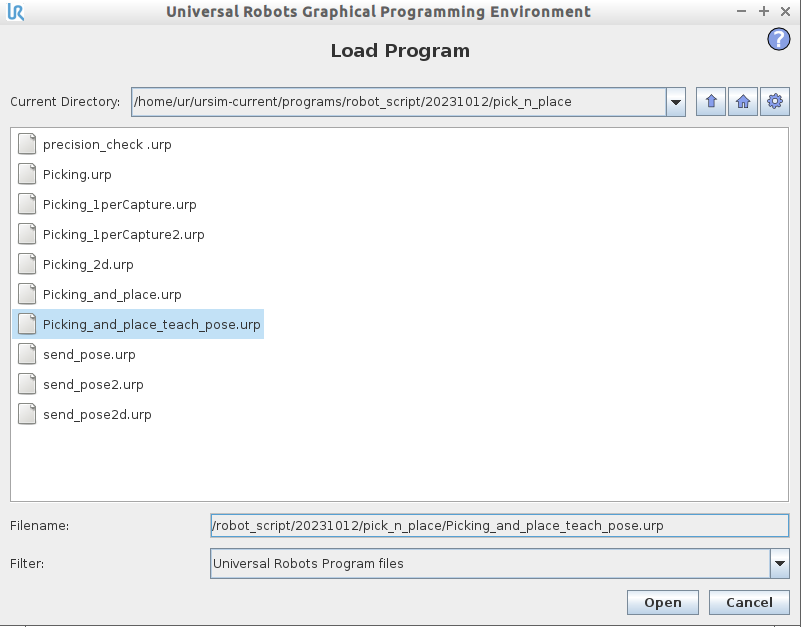 UR Universal Robots Graphical Programming Environment
Load Program
?
Current Directory: /home/ur/ursim-current/programs/robot_script/20231012/pick_n_place
precision_check .urp
Picking.urp
Picking_1perCapture.urp
Picking_1perCapture2.urp
Picking_2d.urp
Picking_and_place.urp
Picking_and_place_teach_pose.urp
send_pose.urp
send_pose2.urp
send_pose2d.urp
Filename: /robot_script/20231012/pick_n_place/Picking_and_place_teach_pose.urp
Filter: Universal Robots Program files
Open Cancel